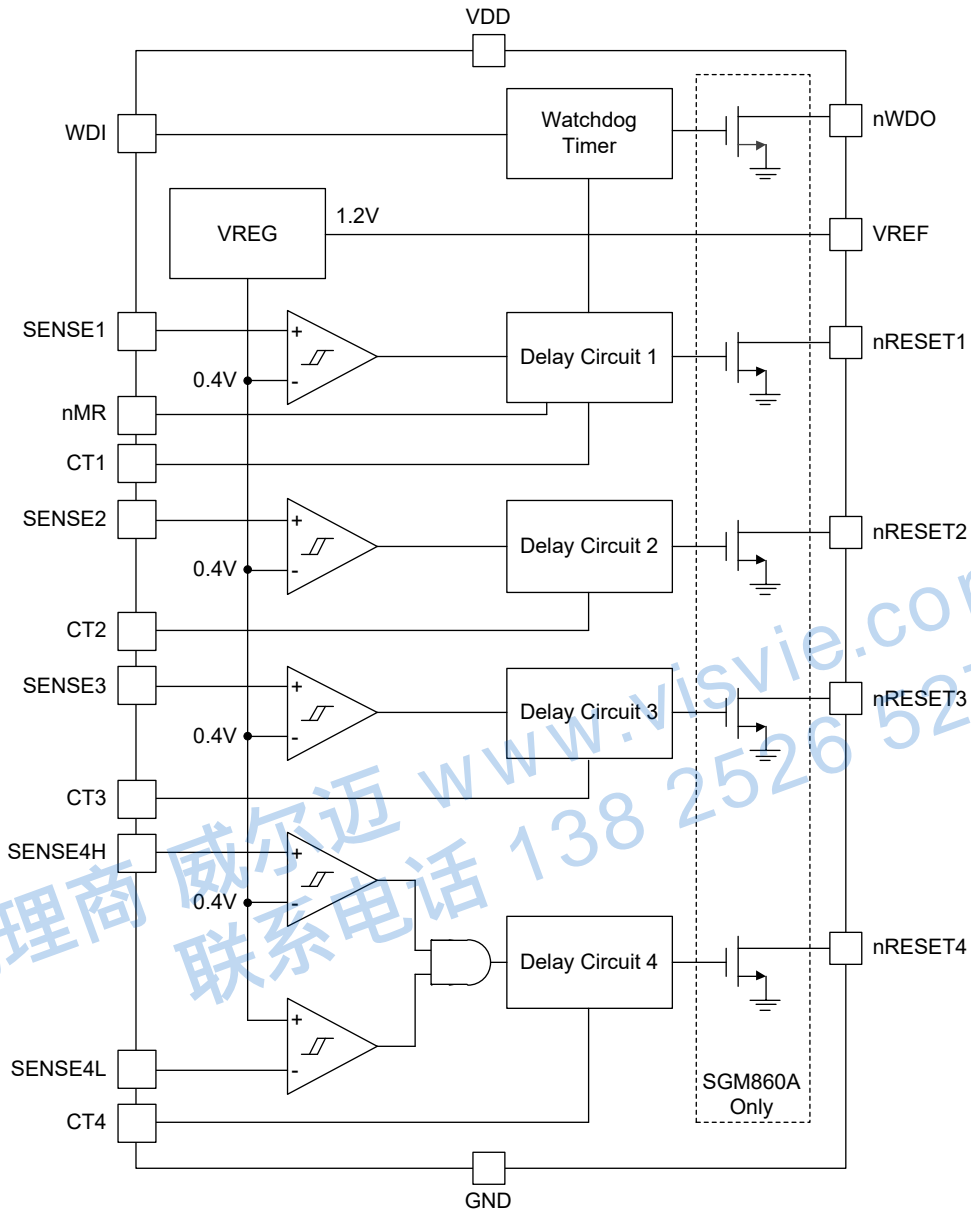 VDD
WDI
Watchdog
Timer
nWDO
VREG
1.2V
VREF
SENSE1
+
-
0.4V
Delay Circuit 1
nRESET1
nMR
CT1
SENSE2
+
-
0.4V
Delay Circuit 2
nRESET2
CT2
SENSE3
+
-
0.4V
Delay Circuit 3
nRESET3
CT3
SENSE4H
+
0.4V
-
Delay Circuit 4
nRESET4
+
-
SENSE4L
CT4
SGM860A
Only
GND
理商 威尔迈 www.visvie.com
联系电话 138 2526 52